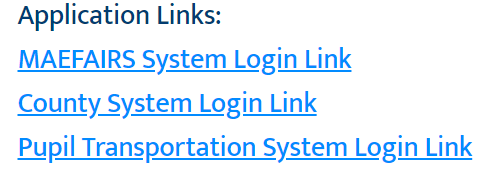 Application Links:
MAEFAIRS System Login Link
County System Login Link
Pupil Transportation System Login Link